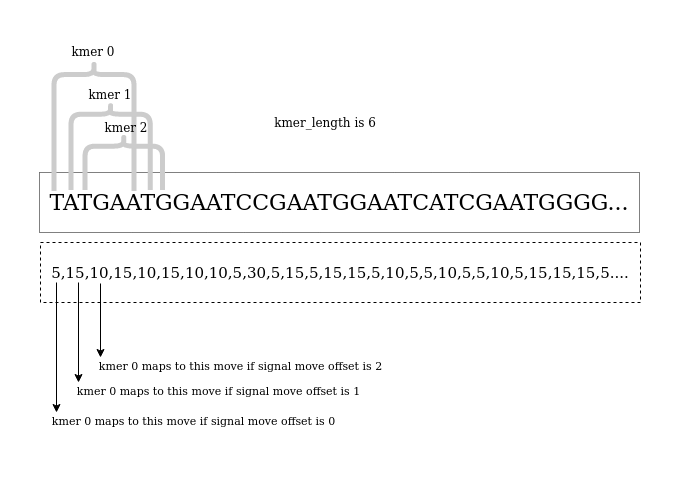 kmer 0
kmer 1
kmer 2
kmer_length is 6
TATGAATGGAATCCGAATGGAATCATCGAATGGGG...
5,15,10,15,10,15,10,10,5,30,5,15,5,15,15,5,10,5,5,10,5,5,10,5,15,15,15,5....
kmer 0 maps to this move if signal move offset is 2
kmer 0 maps to this move if signal move offset is 1
kmer 0 maps to this move if signal move offset is 0